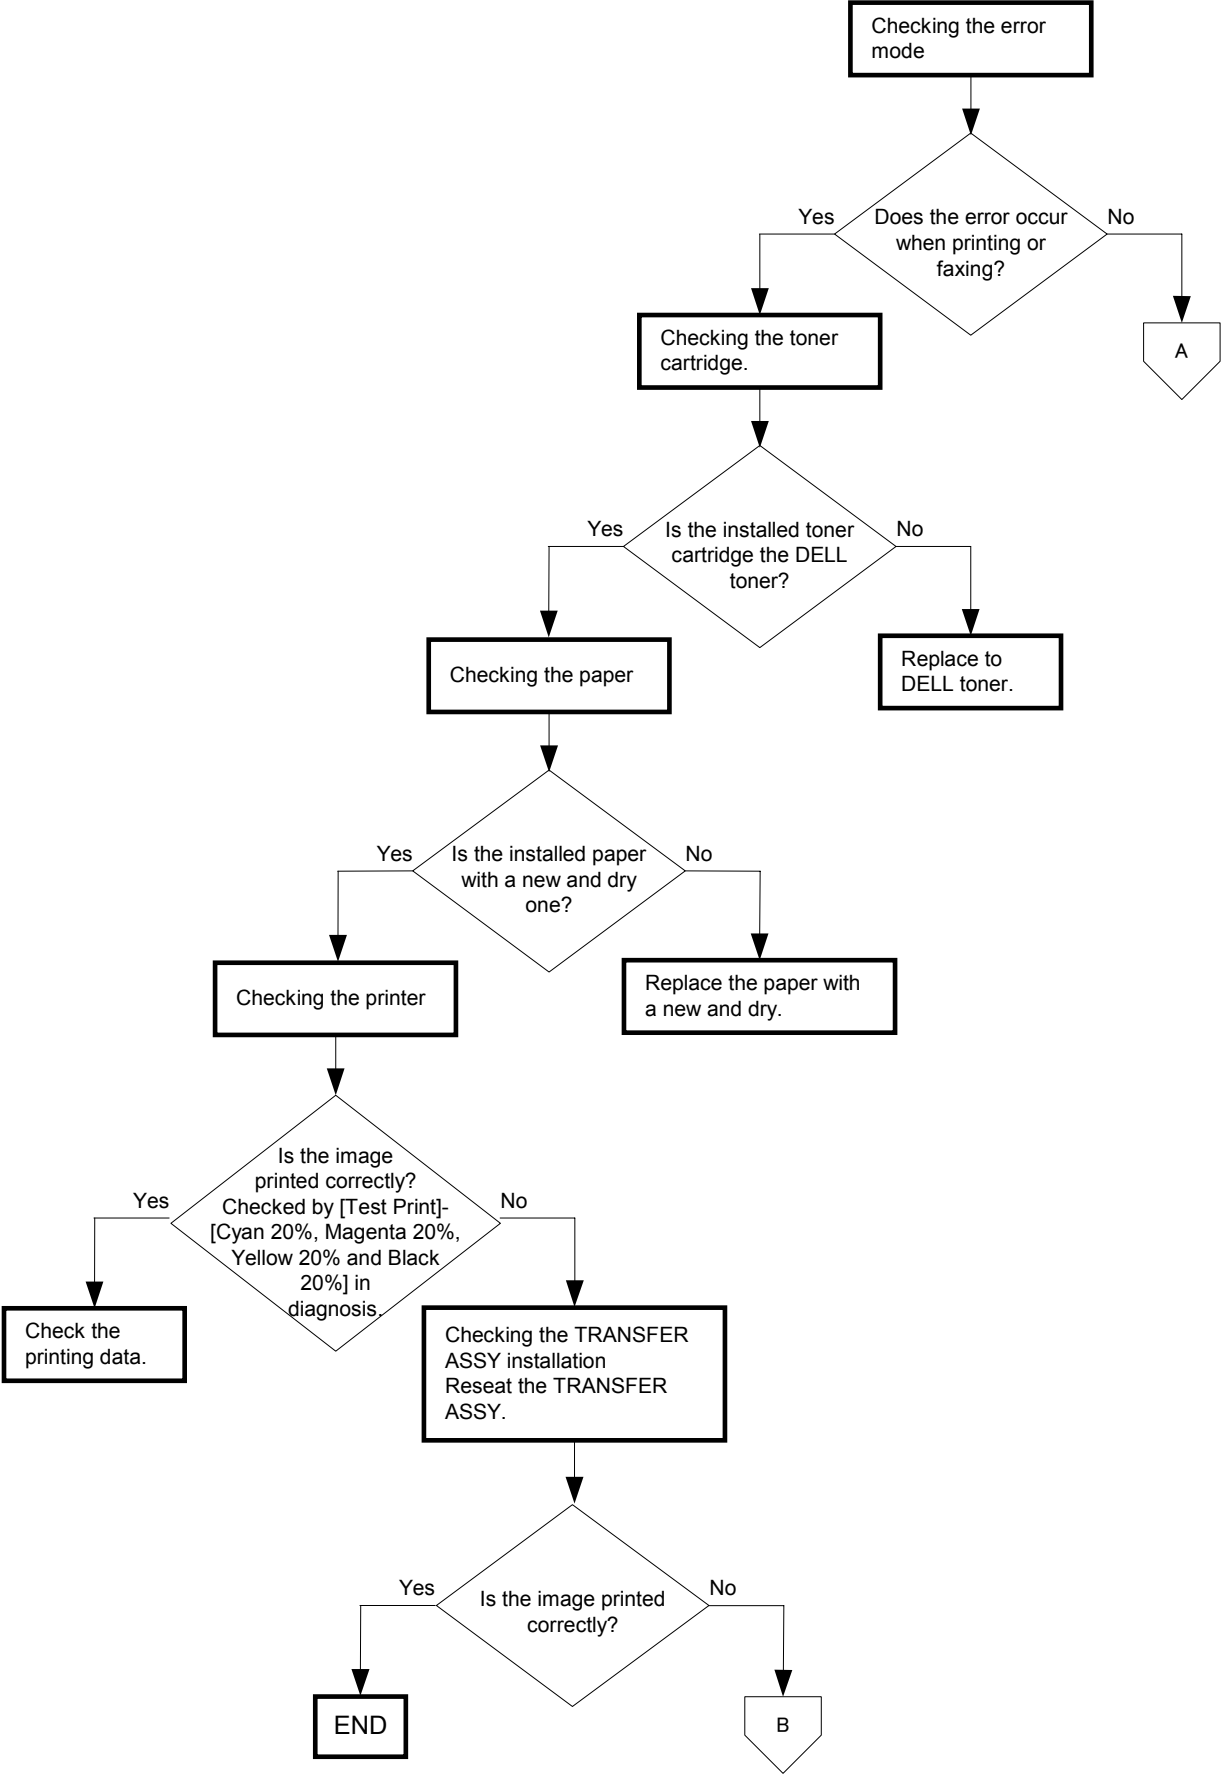 Checking the error
mode
Yes
Does the error occur
when printing or
faxing?
No
Checking the toner
cartridge.
A
Yes
Is the installed toner
cartridge the DELL
toner?
No
Checking the paper
Replace to
DELL toner.
Yes
Is the installed paper
with a new and dry
one?
No
Checking the printer
Replace the paper with
a new and dry.
Yes
Is the image
printed correctly?
Checked by [Test Print]-
[Cyan 20%, Magenta 20%,
Yellow 20% and Black
20%] in
diagnosis.
No
Check the
printing data.
Checking the TRANSFER
ASSY installation
Reseat the TRANSFER
ASSY.
Yes
Is the image printed
correctly?
No
END
B